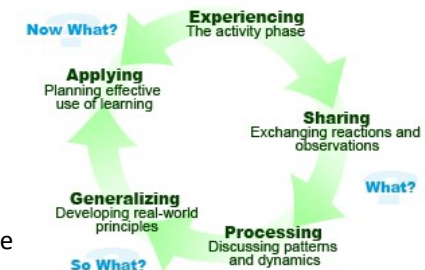 Experiencing
The activity phase
Now What?
Applying
Planning effective
use of learning
Sharing
Exchanging reactions and
observations
What?
Generalizing
Developing real-world
principles
Processing
Discussing patterns
and dynamics
So What?
e